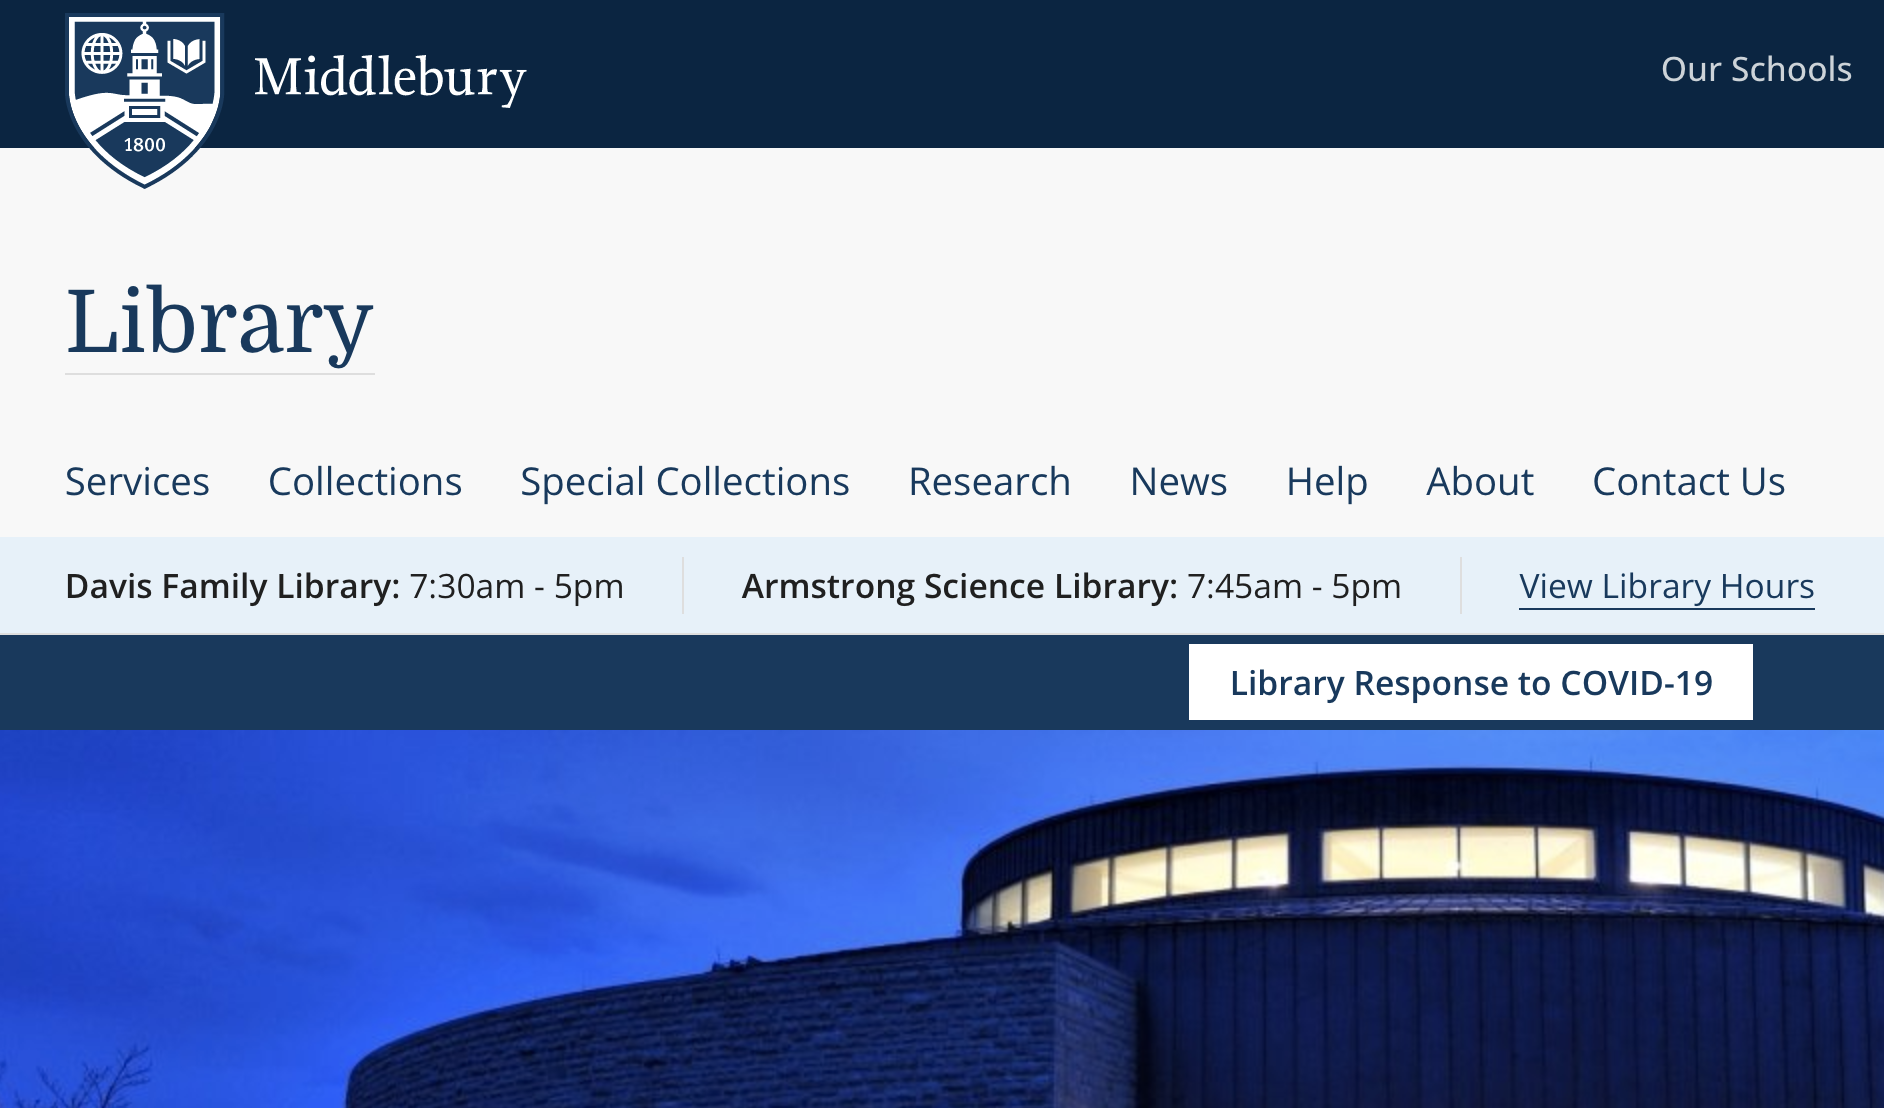 1800
Middlebury
Our Schools
Library
Services Collections Special Collections Research News Help About Contact Us
Davis Family Library: 7:30am - 5pm Armstrong Science Library: 7:45am - 5pm View Library Hours
Library Response to COVID-19